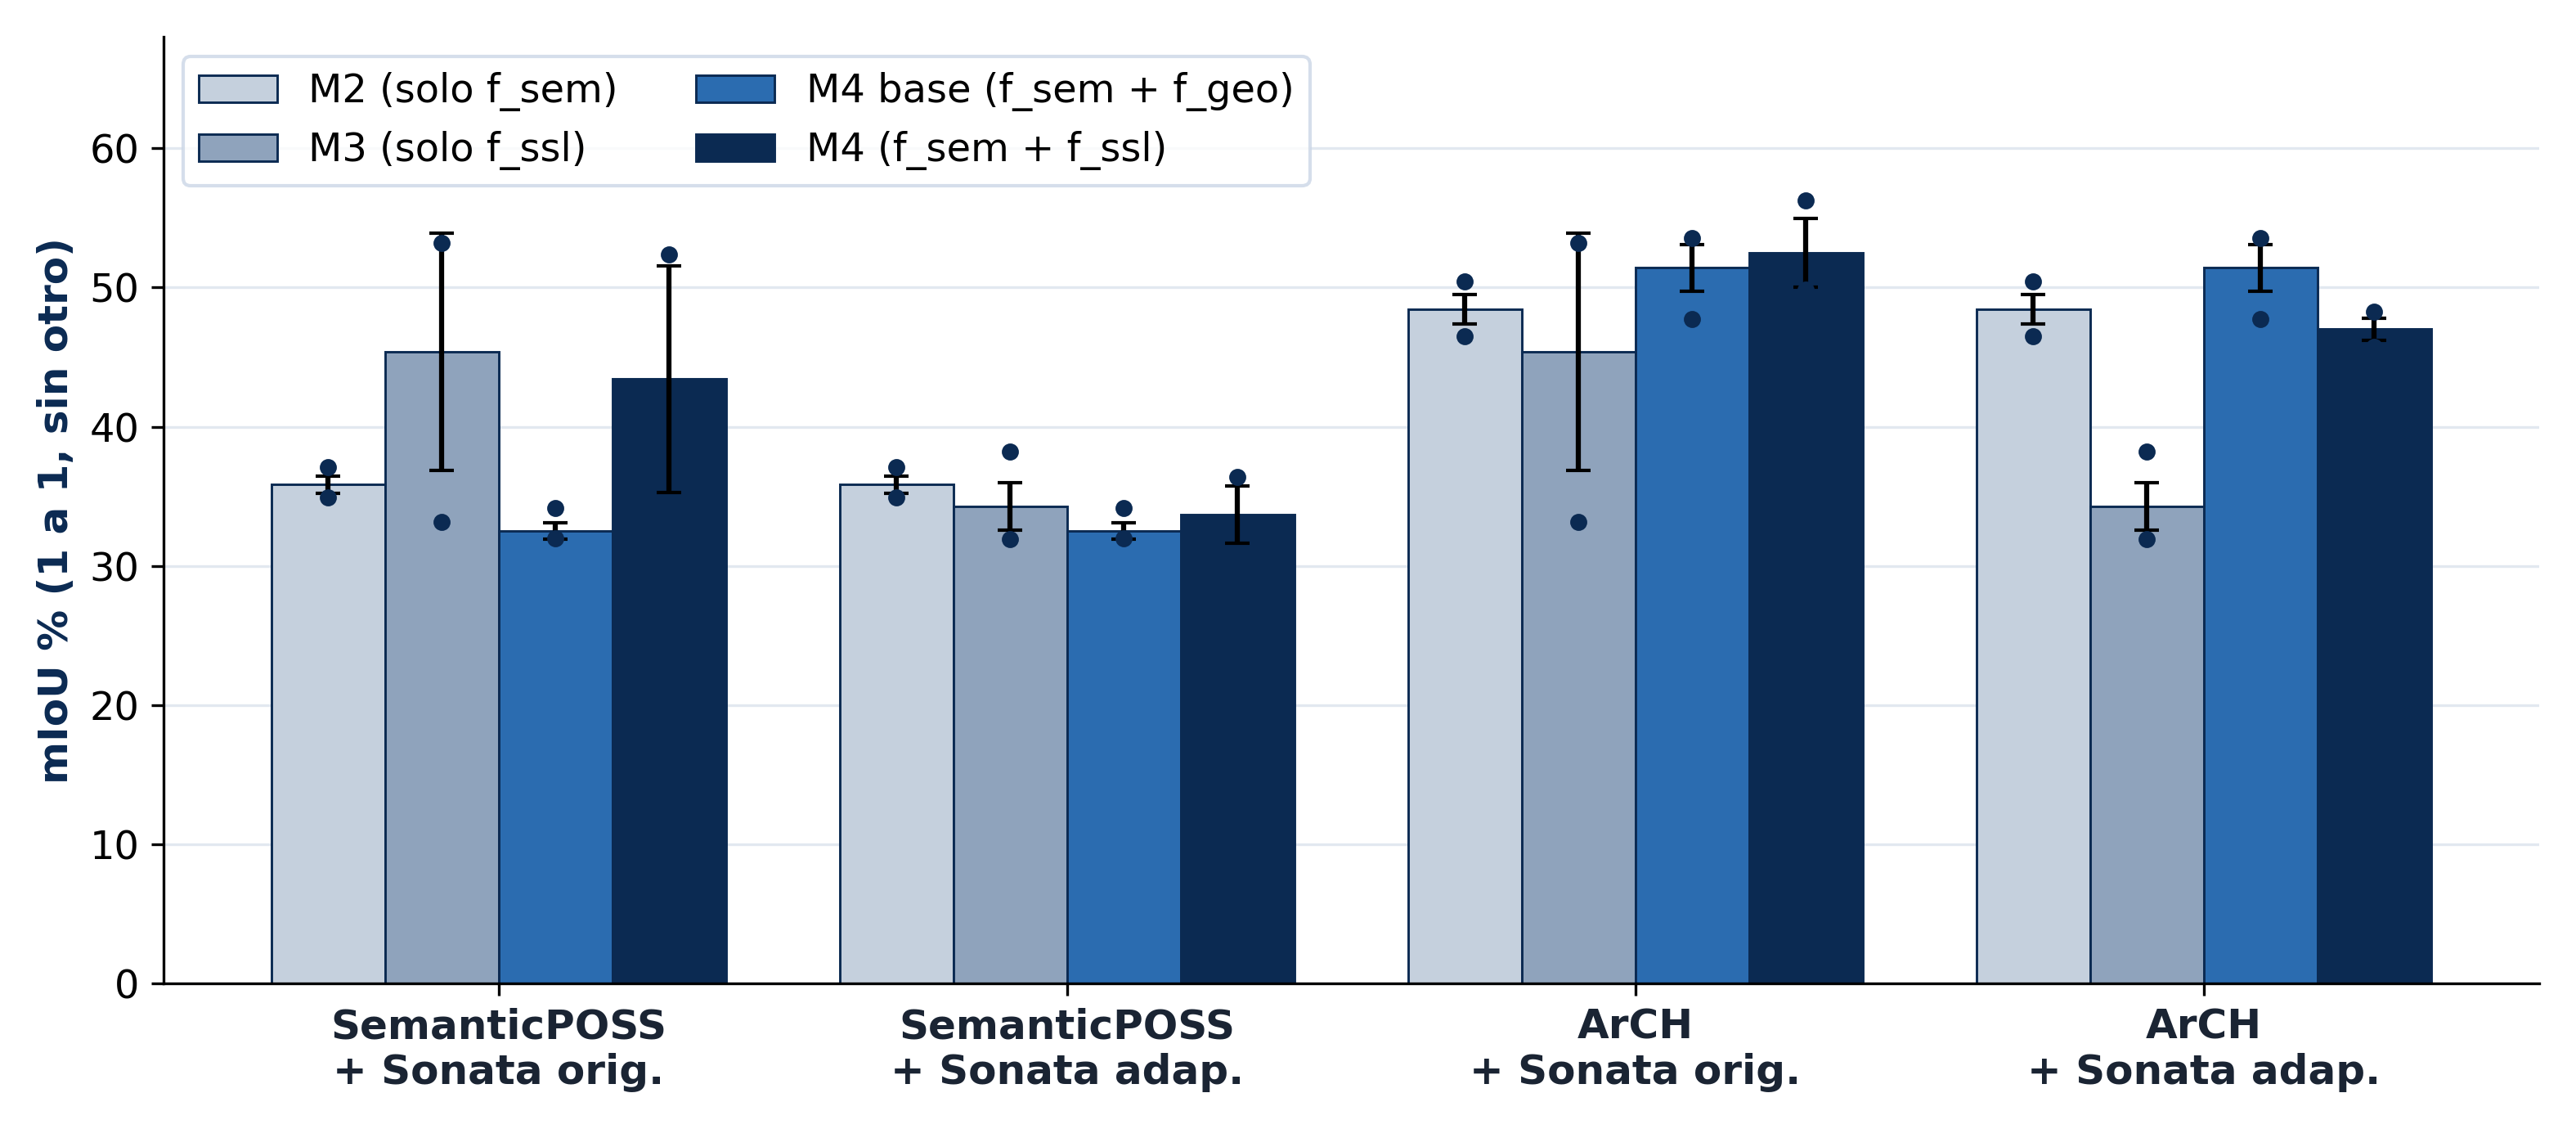 M2 (solo f_sem)
M3 (solo f_ssl)
M4 base (f_sem + f_geo)
M4 (f_sem + f_ssl)
mIoU % (1 a 1, sin otro)
60
50
40
30
20
10
0
SemanticPOSS
+ Sonata orig.
SemanticPOSS
+ Sonata adap.
ArCH
+ Sonata orig.
ArCH
+ Sonata adap.